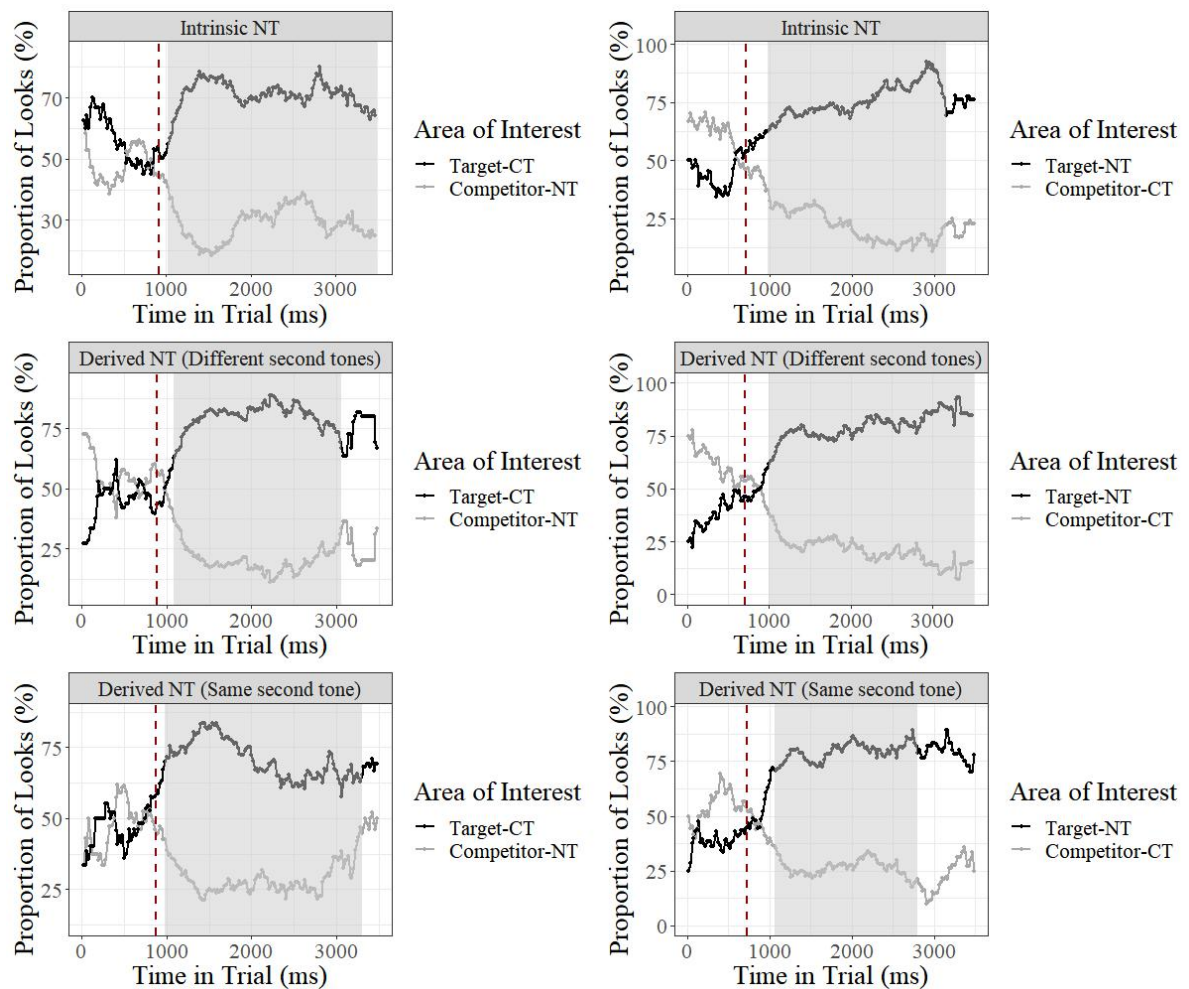 Intrinsic NT
Proportion of Looks (%)
70
50
30
0 1000 2000 3000
Time in Trial (ms)
Area of Interest
Target-CT
Competitor-NT
Intrinsic NT
Proportion of Looks (%)
100
75
50
25
0 1000 2000 3000
Time in Trial (ms)
Area of Interest
Target-NT
Competitor-CT
Derived NT (Different second tones)
Proportion of Looks (%)
75
50
25
0 1000 2000 3000
Time in Trial (ms)
Area of Interest
Target-CT
Competitor-NT
Derived NT (Different second tones)
Proportion of Looks (%)
100
75
50
25
0
0 1000 2000 3000
Time in Trial (ms)
Area of Interest
Target-NT
Competitor-CT
Derived NT (Same second tone)
Proportion of Looks (%)
75
50
25
0 1000 2000 3000
Time in Trial (ms)
Area of Interest
Target-CT
Competitor-NT
Derived NT (Same second tone)
Proportion of Looks (%)
100
75
50
25
0
0 1000 2000 3000
Time in Trial (ms)
Area of Interest
Target-NT
Competitor-CT